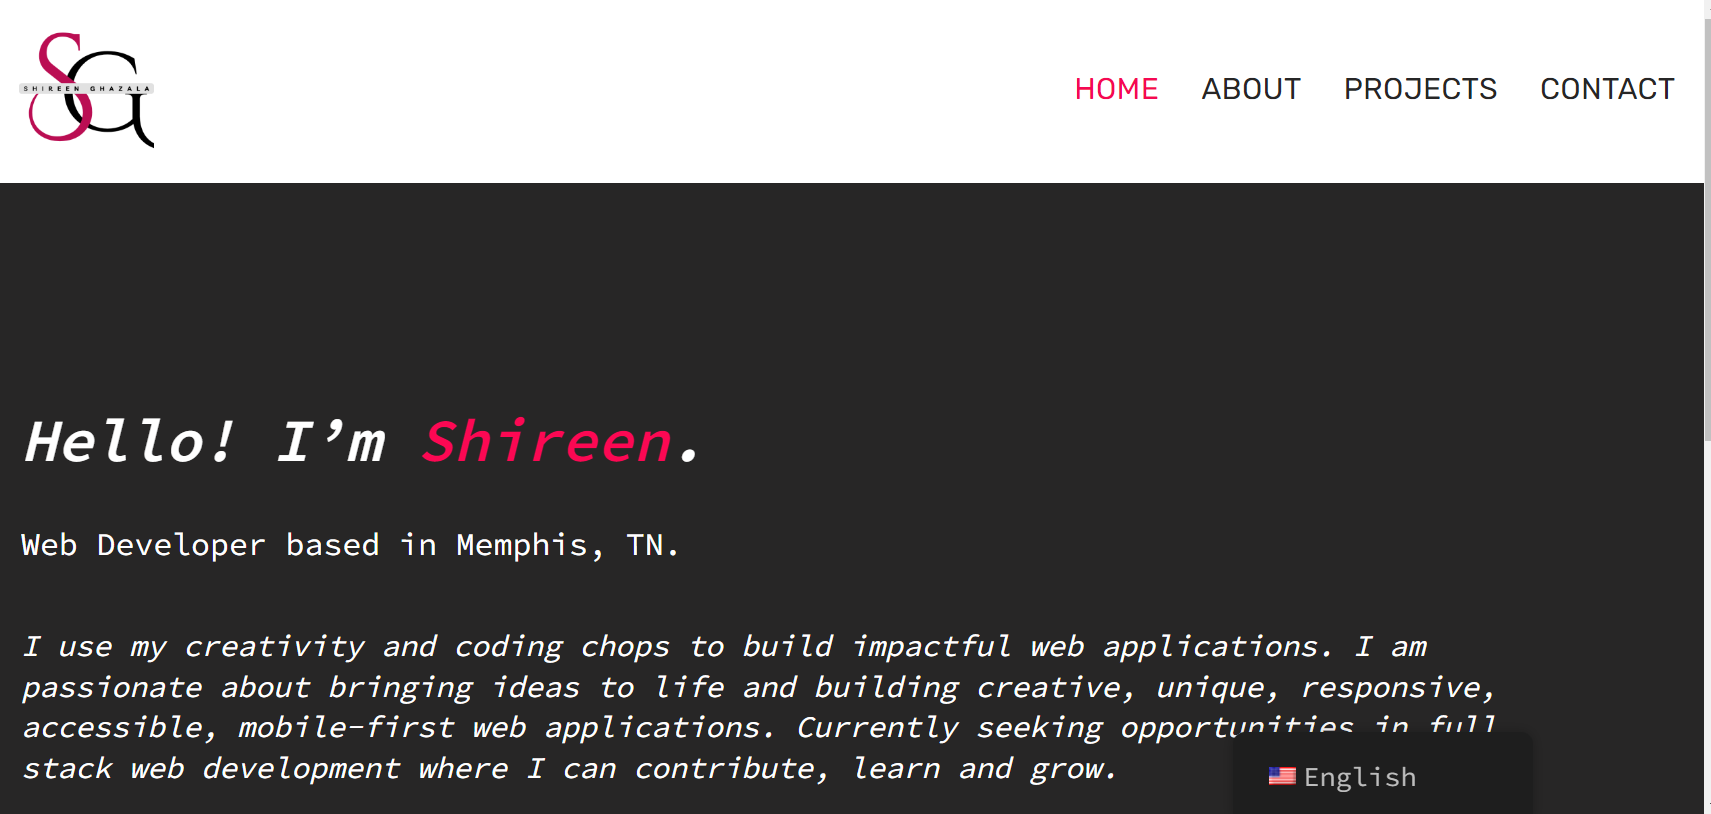 SG
SHIREEN GHAZALA
HOME ABOUT PROJECTS CONTACT
Hello! I’m Shireen.
Web Developer based in Memphis, TN.
I use my creativity and coding chops to build impactful web applications. I am
passionate about bringing ideas to life and building creative, unique, responsive,
accessible, mobile-first web applications. Currently seeking opportunities in full
stack web development where I can contribute, learn and grow.
English